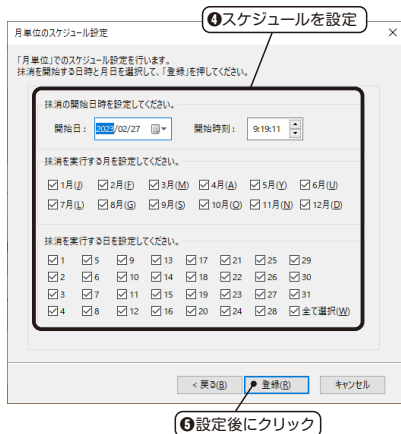 ❹スケジュールを設定
月単位のスケジュール設定
「月単位」でのスケジュール設定を行います。
抹消を開始する日時と月日を選択して、「登録」を押してください。
抹消の開始日時を設定してください。
開始日： 2023/02/27 開始時刻： 9:19:11
抹消を実行する月を設定してください。
1月(J) 2月(F) 3月(M) 4月(A) 5月(Y) 6月(U)
7月(L) 8月(G) 9月(S) 10月(O) 11月(N) 12月(D)
抹消を実行する日を設定してください。
1 5 9 13 17 21 25 29
2 6 10 14 18 22 26 30
3 7 11 15 19 23 27 31
4 8 12 16 20 24 28 全て選択(W)
< 戻る(B) 登録(R) キャンセル
❺設定後にクリック